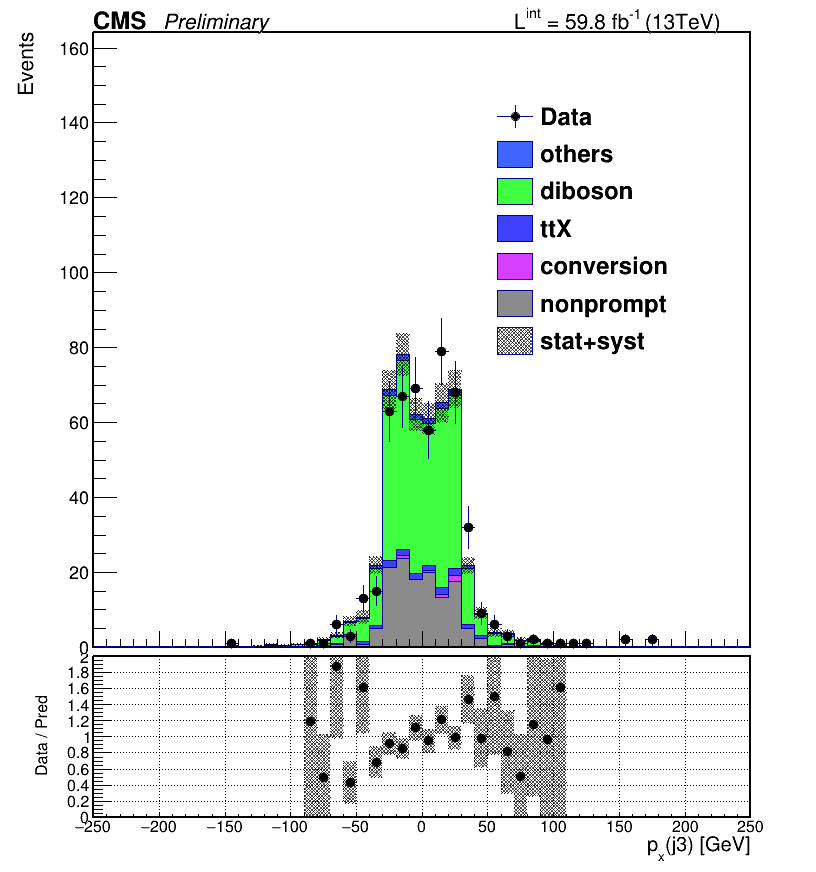 CMS Preliminary L^int = 59.8 fb^-1 (13TeV)
Events
160
140
120
100
80
60
40
20
0
Data
others
diboson
ttX
conversion
nonprompt
stat+syst
Data / Pred
2
1.8
1.6
1.4
1.2
1
0.8
0.6
0.4
0.2
0
−250 −200 −150 −100 −50 0 50 100 150 200 250
p_x(j3) [GeV]